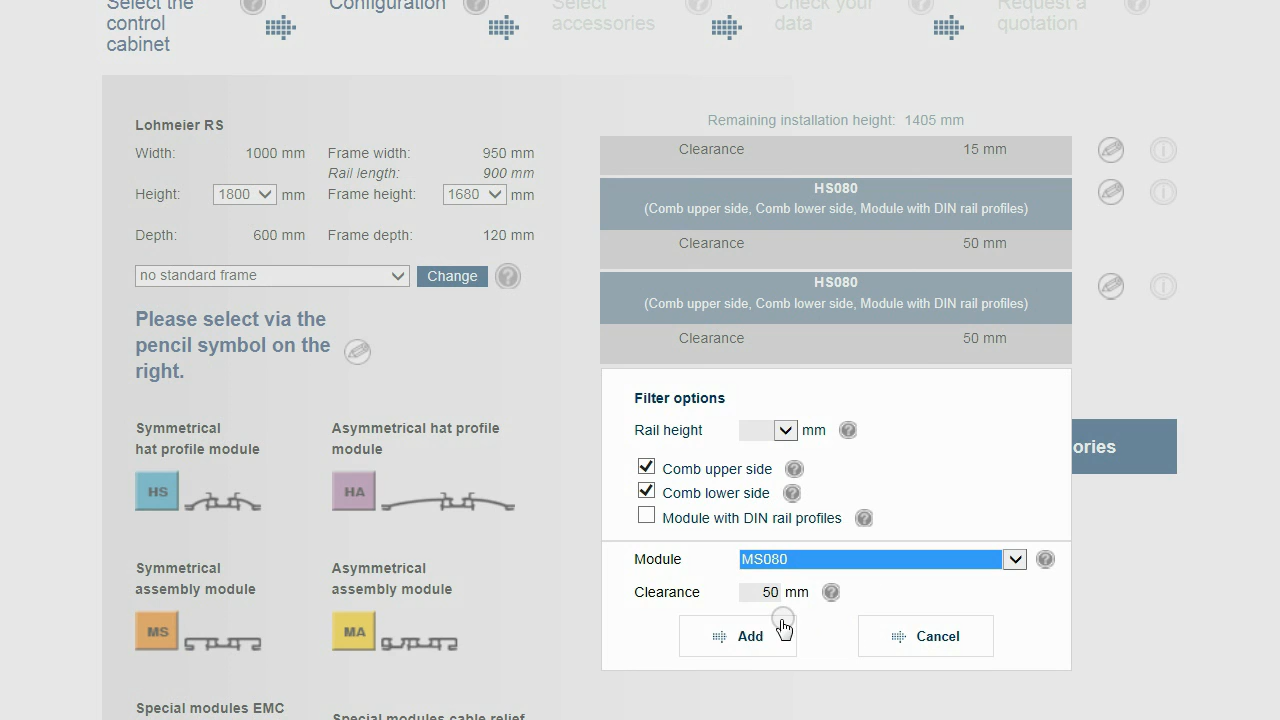 Select the
control
cabinet
Configuration
Select
accessories
Check your
data
Request a
quotation
Lohmeier RS
Width: 1000 mm Frame width: 950 mm
Rail length: 900 mm
Height: 1800 mm Frame height: 1680 mm
Depth: 600 mm Frame depth: 120 mm
no standard frame Change ?
Please select via the
pencil symbol on the
right.
Symmetrical
hat profile module
HS
Asymmetrical hat profile
module
HA
Symmetrical
assembly module
MS
Asymmetrical
assembly module
MA
Special modules EMC
Special modules cable relief
Remaining installation height: 1405 mm
Clearance 15 mm
HS080
(Comb upper side, Comb lower side, Module with DIN rail profiles)
Clearance 50 mm
HS080
(Comb upper side, Comb lower side, Module with DIN rail profiles)
Clearance 50 mm
Filter options
Rail height mm ?
Comb upper side ?
Comb lower side ?
Module with DIN rail profiles ?
Module MS080 ?
Clearance 50 mm ?
Add Cancel
ories